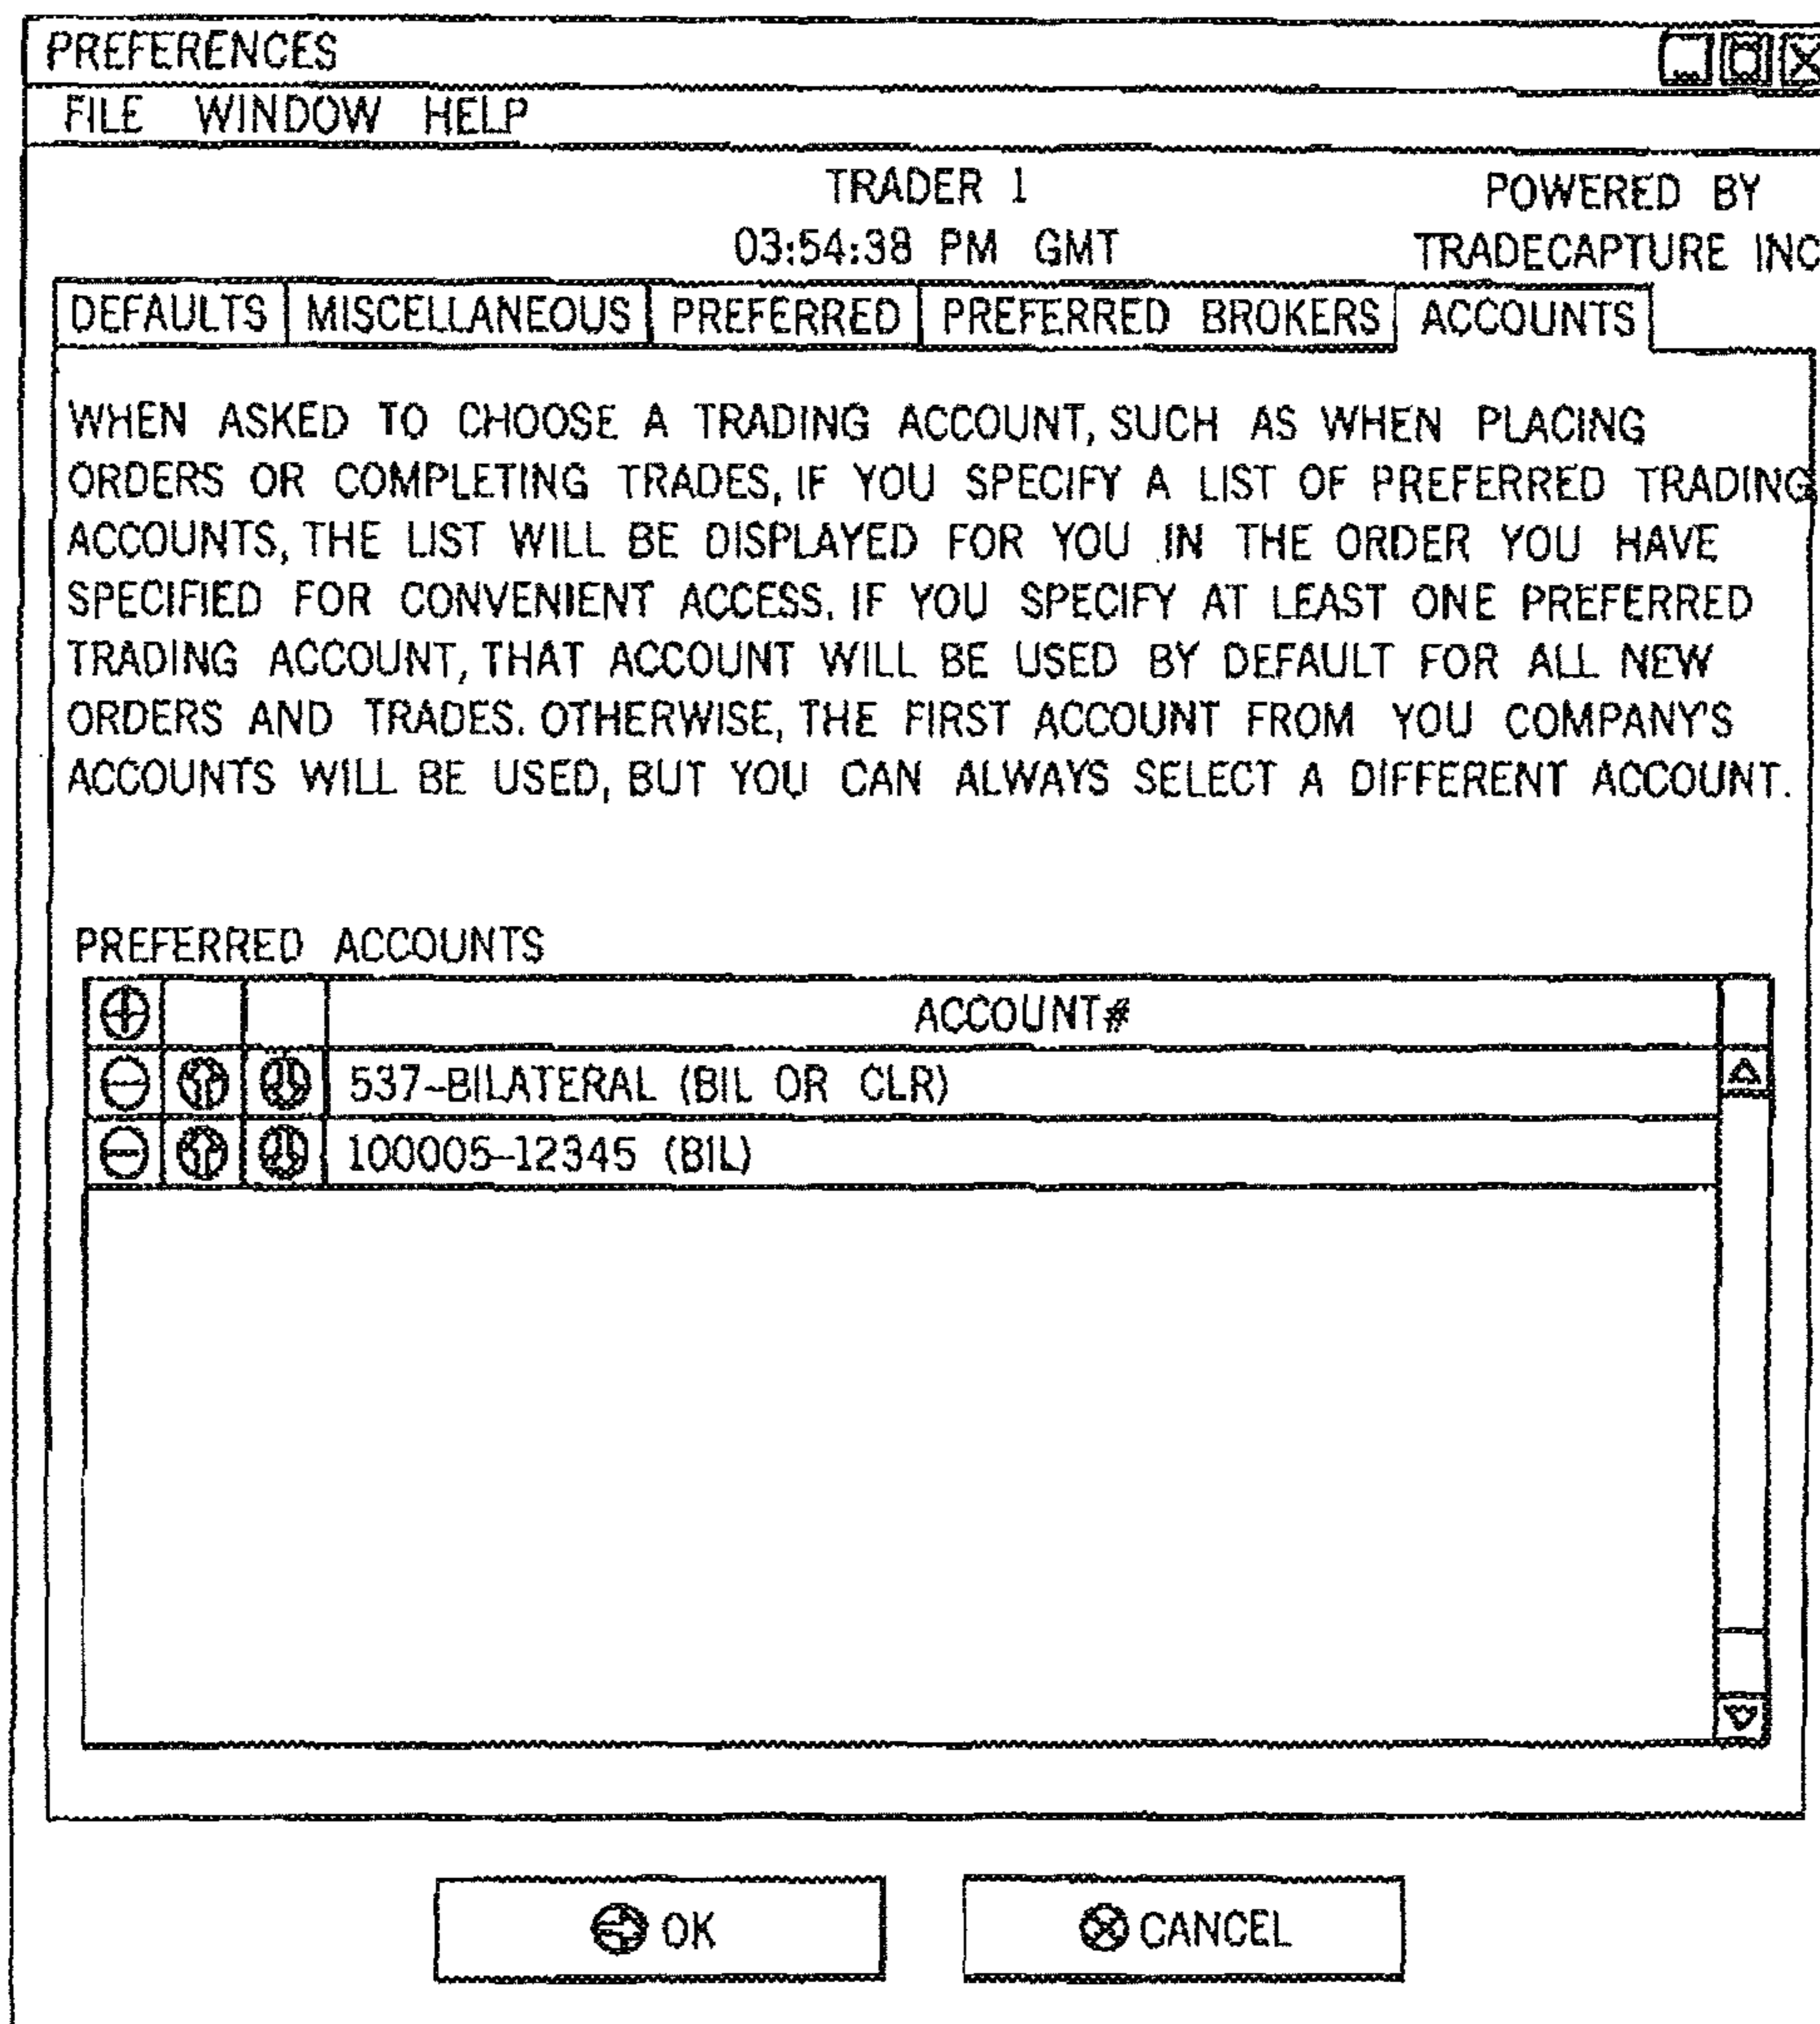 PREFERENCES
FILE WINDOW HELP
TRADER 1
POWERED BY
03:54:38 PM GMT
TRADECAPTURE INC
DEFAULTS MISCELLANEOUS PREFERRED PREFERRED BROKERS ACCOUNTS
WHEN ASKED TO CHOOSE A TRADING ACCOUNT, SUCH AS WHEN PLACING
ORDERS OR COMPLETING TRADES, IF YOU SPECIFY A LIST OF PREFERRED TRADING
ACCOUNTS, THE LIST WILL BE DISPLAYED FOR YOU IN THE ORDER YOU HAVE
SPECIFIED FOR CONVENIENT ACCESS. IF YOU SPECIFY AT LEAST ONE PREFERRED
TRADING ACCOUNT, THAT ACCOUNT WILL BE USED BY DEFAULT FOR ALL NEW
ORDERS AND TRADES. OTHERWISE, THE FIRST ACCOUNT FROM YOU COMPANY'S
ACCOUNTS WILL BE USED, BUT YOU CAN ALWAYS SELECT A DIFFERENT ACCOUNT.
PREFERRED ACCOUNTS
ACCOUNT#
537-BILATERAL (BIL OR CLR)
100005-12345 (BIL)
OK
CANCEL